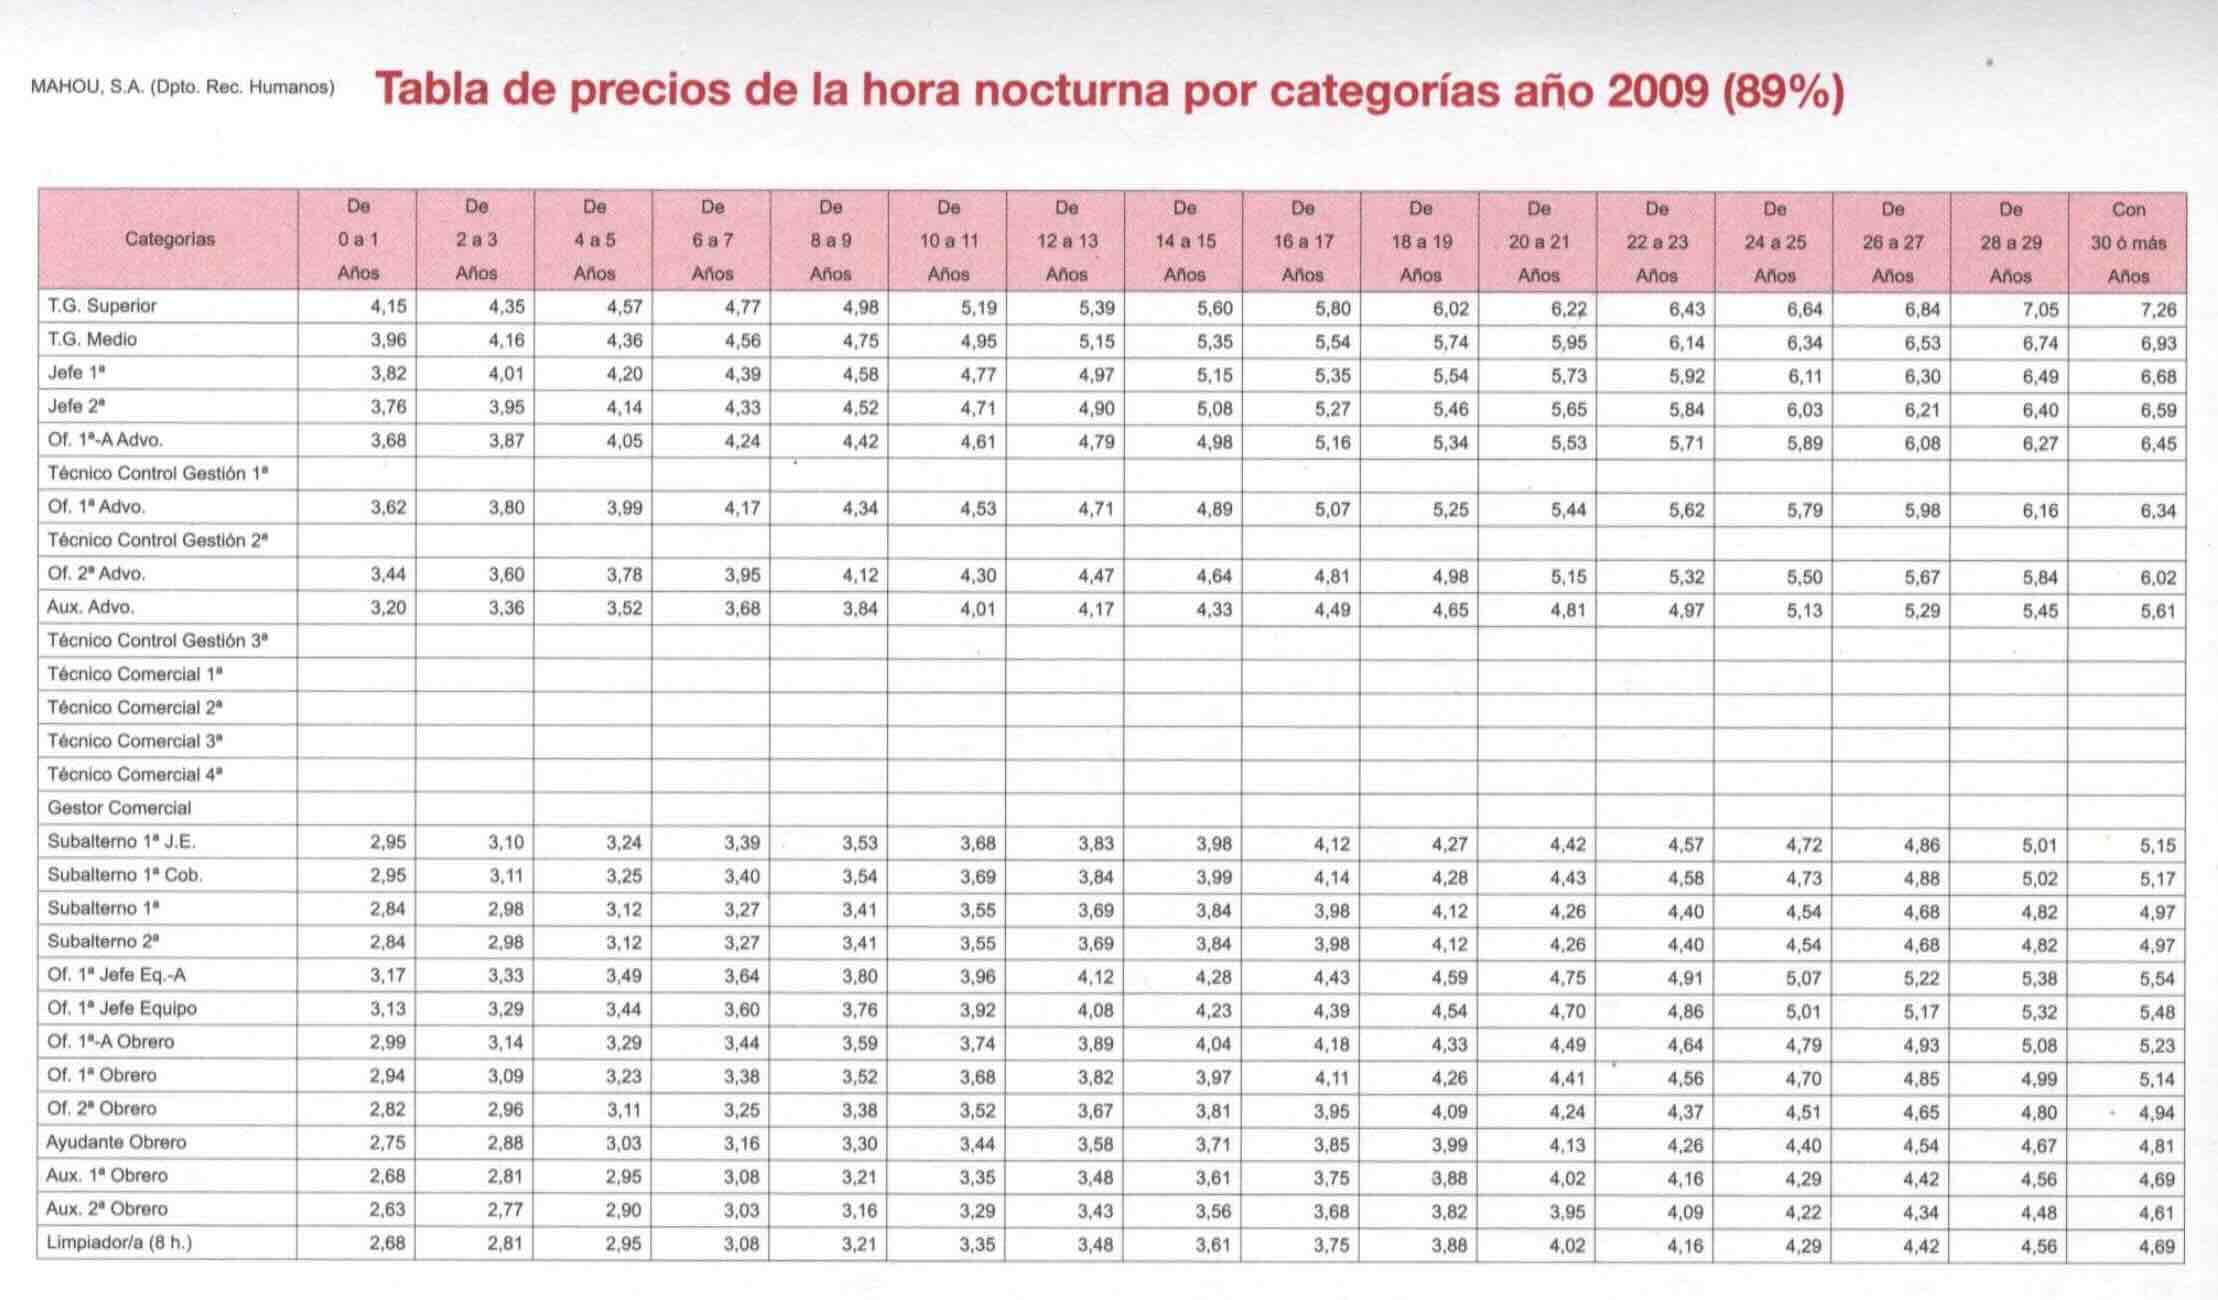 MAHOU, S.A. (Dpto. Rec. Humanos) Tabla de precios de la hora nocturna por categorías año 2009 (89%)
Categorias De 0 a 1 Años De 2 a 3 Años De 4 a 5 Años De 6 a 7 Años De 8 a 9 Años De 10 a 11 Años De 12 a 13 Años De 14 a 15 Años De 16 a 17 Años De 18 a 19 Años De 20 a 21 Años De 22 a 23 Años De 24 a 25 Años De 26 a 27 Años De 28 a 29 Años Con 30 ó más Años
T.G. Superior 4,15 4,35 4,57 4,77 4,98 5,19 5,39 5,60 5,80 6,02 6,22 6,43 6,64 6,84 7,05 7,26
T.G. Medio 3,96 4,16 4,36 4,56 4,75 4,95 5,15 5,35 5,54 5,74 5,95 6,14 6,34 6,53 6,74 6,93
Jefe 1ª 3,82 4,01 4,20 4,39 4,58 4,77 4,97 5,15 5,35 5,54 5,73 5,92 6,11 6,30 6,49 6,68
Jefe 2ª 3,76 3,95 4,14 4,33 4,52 4,71 4,90 5,08 5,27 5,46 5,65 5,84 6,03 6,21 6,40 6,59
Of. 1ª-A Advo. 3,68 3,87 4,05 4,24 4,42 4,61 4,79 4,98 5,16 5,34 5,53 5,71 5,89 6,08 6,27 6,45
Técnico Control Gestión 1ª
Of. 1ª Advo. 3,62 3,80 3,99 4,17 4,34 4,53 4,71 4,89 5,07 5,25 5,44 5,62 5,79 5,98 6,16 6,34
Técnico Control Gestión 2ª
Of. 2ª Advo. 3,44 3,60 3,78 3,95 4,12 4,30 4,47 4,64 4,81 4,98 5,15 5,32 5,50 5,67 5,84 6,02
Aux. Advo. 3,20 3,36 3,52 3,68 3,84 4,01 4,17 4,33 4,49 4,65 4,81 4,97 5,13 5,29 5,45 5,61
Técnico Control Gestión 3ª
Técnico Comercial 1ª
Técnico Comercial 2ª
Técnico Comercial 3ª
Técnico Comercial 4ª
Gestor Comercial
Subalterno 1ª J.E. 2,95 3,10 3,24 3,39 3,53 3,68 3,83 3,98 4,12 4,27 4,42 4,57 4,72 4,86 5,01 5,15
Subalterno 1ª Cob. 2,95 3,11 3,25 3,40 3,54 3,69 3,84 3,99 4,14 4,28 4,43 4,58 4,73 4,88 5,02 5,17
Subalterno 1ª 2,84 2,98 3,12 3,27 3,41 3,55 3,69 3,84 3,98 4,12 4,26 4,40 4,54 4,68 4,82 4,97
Subalterno 2ª 2,84 2,98 3,12 3,27 3,41 3,55 3,69 3,84 3,98 4,12 4,26 4,40 4,54 4,68 4,82 4,97
Of. 1ª Jefe Eq.-A 3,17 3,33 3,49 3,64 3,80 3,96 4,12 4,28 4,43 4,59 4,75 4,91 5,07 5,22 5,38 5,54
Of. 1ª Jefe Equipo 3,13 3,29 3,44 3,60 3,76 3,92 4,08 4,23 4,39 4,54 4,70 4,86 5,01 5,17 5,32 5,48
Of. 1ª-A Obrero 2,99 3,14 3,29 3,44 3,59 3,74 3,89 4,04 4,18 4,33 4,49 4,64 4,79 4,93 5,08 5,23
Of. 1ª Obrero 2,94 3,09 3,23 3,38 3,52 3,68 3,82 3,97 4,11 4,26 4,41 4,56 4,70 4,85 4,99 5,14
Of. 2ª Obrero 2,82 2,96 3,11 3,25 3,38 3,52 3,67 3,81 3,95 4,09 4,24 4,37 4,51 4,65 4,80 4,94
Ayudante Obrero 2,75 2,88 3,03 3,16 3,30 3,44 3,58 3,71 3,85 3,99 4,13 4,26 4,40 4,54 4,67 4,81
Aux. 1ª Obrero 2,68 2,81 2,95 3,08 3,21 3,35 3,48 3,61 3,75 3,88 4,02 4,16 4,29 4,42 4,56 4,69
Aux. 2ª Obrero 2,63 2,77 2,90 3,03 3,16 3,29 3,43 3,56 3,68 3,82 3,95 4,09 4,22 4,34 4,48 4,61
Limpiador/a (8 h.) 2,68 2,81 2,95 3,08 3,21 3,35 3,48 3,61 3,75 3,88 4,02 4,16 4,29 4,42 4,56 4,69